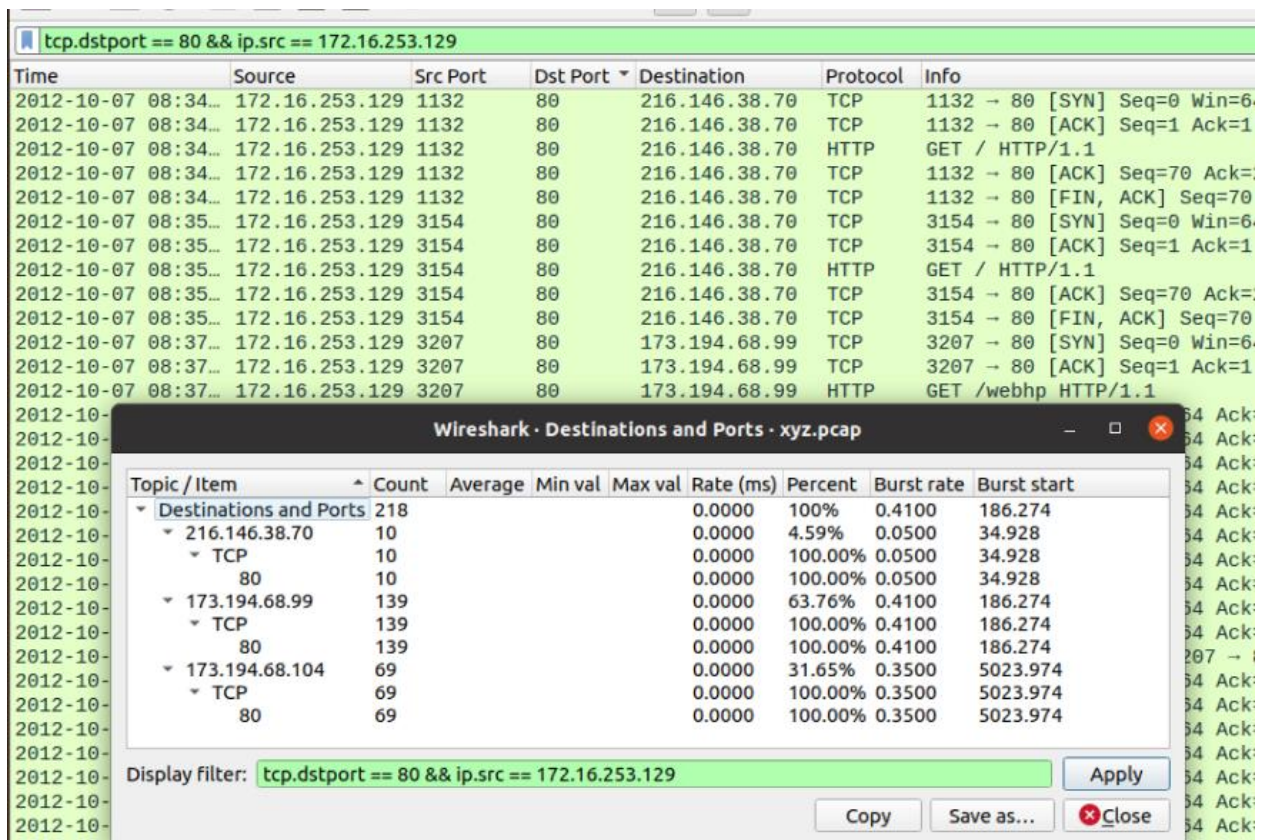 tcp.dstport == 80 && ip.src == 172.16.253.129
Time Source Src Port Dst Port Destination Protocol Info
2012-10-07 08:34… 172.16.253.129 1132 80 216.146.38.70 TCP 1132 → 80 [SYN] Seq=0 Win=6
2012-10-07 08:34… 172.16.253.129 1132 80 216.146.38.70 TCP 1132 → 80 [ACK] Seq=1 Ack=1
2012-10-07 08:34… 172.16.253.129 1132 80 216.146.38.70 HTTP GET / HTTP/1.1
2012-10-07 08:34… 172.16.253.129 1132 80 216.146.38.70 TCP 1132 → 80 [ACK] Seq=70 Ack=
2012-10-07 08:34… 172.16.253.129 1132 80 216.146.38.70 TCP 1132 → 80 [FIN, ACK] Seq=70
2012-10-07 08:35… 172.16.253.129 3154 80 216.146.38.70 TCP 3154 → 80 [SYN] Seq=0 Win=6
2012-10-07 08:35… 172.16.253.129 3154 80 216.146.38.70 TCP 3154 → 80 [ACK] Seq=1 Ack=1
2012-10-07 08:35… 172.16.253.129 3154 80 216.146.38.70 HTTP GET / HTTP/1.1
2012-10-07 08:35… 172.16.253.129 3154 80 216.146.38.70 TCP 3154 → 80 [ACK] Seq=70 Ack=
2012-10-07 08:35… 172.16.253.129 3154 80 216.146.38.70 TCP 3154 → 80 [FIN, ACK] Seq=70
2012-10-07 08:37… 172.16.253.129 3207 80 173.194.68.99 TCP 3207 → 80 [SYN] Seq=0 Win=6
2012-10-07 08:37… 172.16.253.129 3207 80 173.194.68.99 TCP 3207 → 80 [ACK] Seq=1 Ack=1
2012-10-07 08:37… 172.16.253.129 3207 80 173.194.68.99 HTTP GET /webhp HTTP/1.1
Wireshark · Destinations and Ports · xyz.pcap
Topic / Item Count Average Min val Max val Rate (ms) Percent Burst rate Burst start
Destinations and Ports 218 0.0000 100% 0.4100 186.274
216.146.38.70 10 0.0000 4.59% 0.0500 34.928
TCP 10 0.0000 100.00% 0.0500 34.928
80 10 0.0000 100.00% 0.0500 34.928
173.194.68.99 139 0.0000 63.76% 0.4100 186.274
TCP 139 0.0000 100.00% 0.4100 186.274
80 139 0.0000 100.00% 0.4100 186.274
173.194.68.104 69 0.0000 31.65% 0.3500 5023.974
TCP 69 0.0000 100.00% 0.3500 5023.974
80 69 0.0000 100.00% 0.3500 5023.974
Display filter: tcp.dstport == 80 && ip.src == 172.16.253.129 Apply
Copy Save as… Close